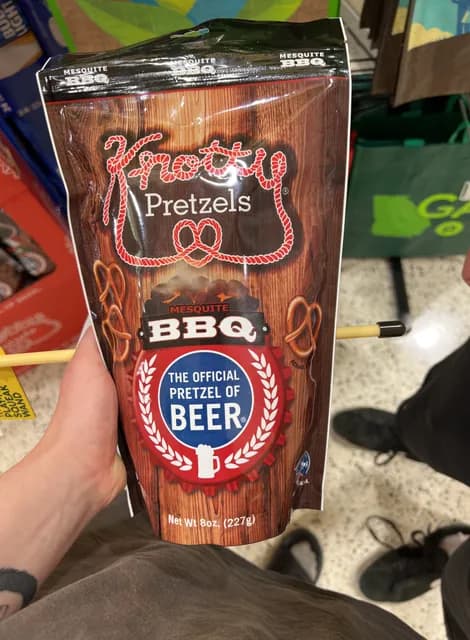 MESQUITE
BBQ
MESQUITE
BBQ
MESQUITE
BBQ
Knotty
Pretzels
MESQUITE
BBQ
THE OFFICIAL
PRETZEL OF
BEER
Net Wt 8oz. (227g)